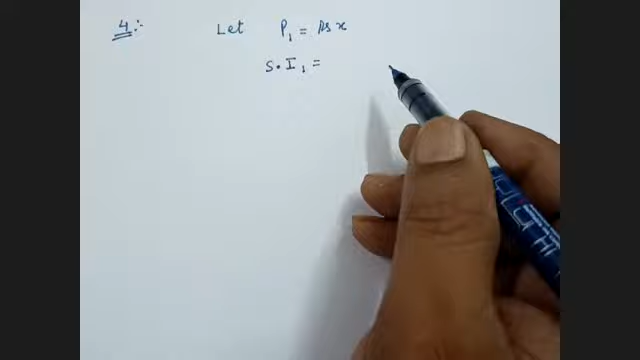 4:- Let P₁ = Rs x
S.I₁ =